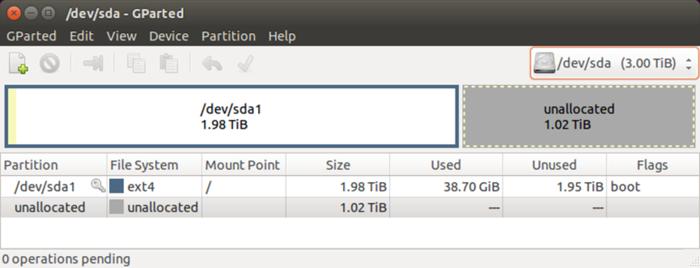 /dev/sda - GParted
GParted Edit View Device Partition Help
/dev/sda (3.00 TiB)
/dev/sda1
1.98 TiB
unallocated
1.02 TiB
Partition File System Mount Point Size Used Unused Flags
/dev/sda1 ext4 / 1.98 TiB 38.70 GiB 1.95 TiB boot
unallocated unallocated 1.02 TiB --- ---
0 operations pending